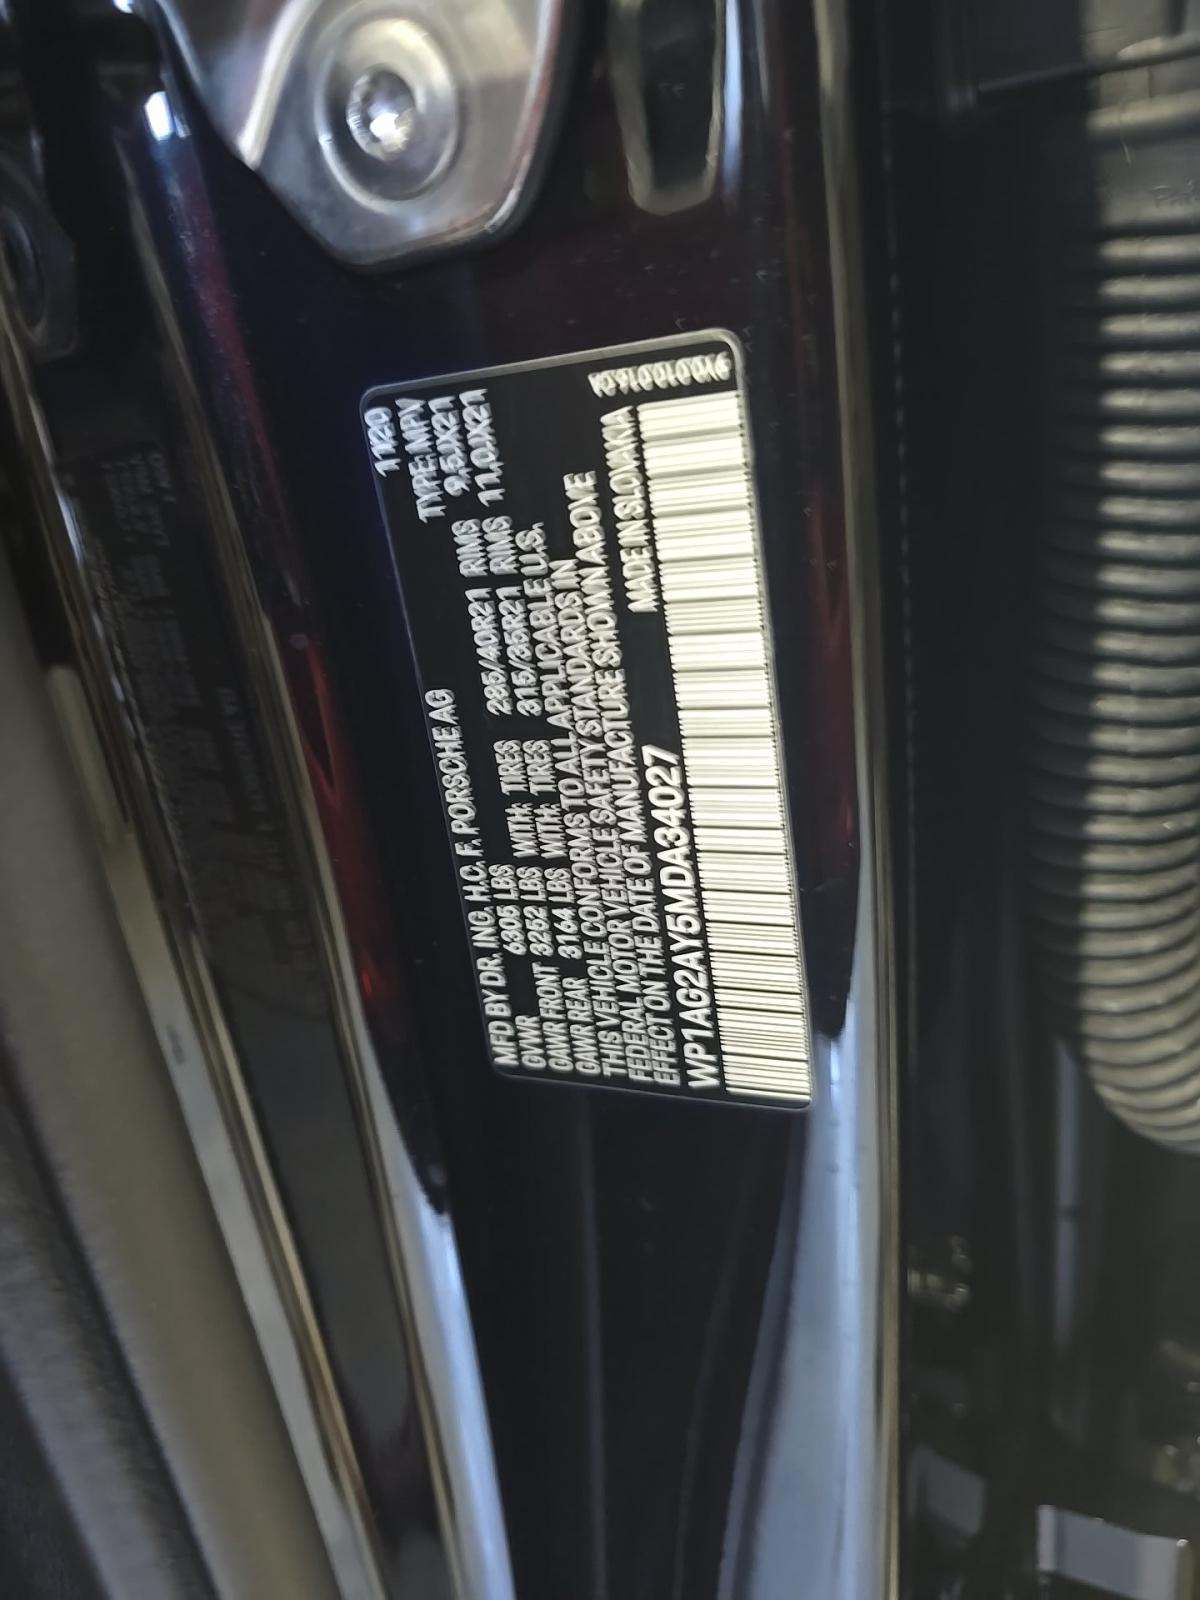 MFD BY DR. ING. H.C. F. PORSCHE AG 11/20
GVWR 6305 LBS TYPE: MPV
GAWR FRONT 3252 LBS WITH: TIRES 285/40R21 RIMS 9,5JX21
GAWR REAR 3164 LBS WITH: TIRES 315/35R21 RIMS 11,0JX21
THIS VEHICLE CONFORMS TO ALL APPLICABLE U.S.
FEDERAL MOTOR VEHICLE SAFETY STANDARDS IN
EFFECT ON THE DATE OF MANUFACTURE SHOWN ABOVE
WP1AG2AY5MDA34027 MADE IN SLOVAKIA